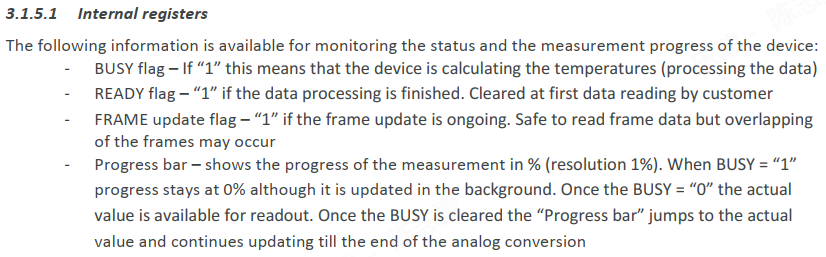 3.1.5.1 Internal registers
The following information is available for monitoring the status and the measurement progress of the device:
- BUSY flag – If “1” this means that the device is calculating the temperatures (processing the data)
- READY flag – “1” if the data processing is finished. Cleared at first data reading by customer
- FRAME update flag – “1” if the frame update is ongoing. Safe to read frame data but overlapping
of the frames may occur
- Progress bar – shows the progress of the measurement in % (resolution 1%). When BUSY = “1”
progress stays at 0% although it is updated in the background. Once the BUSY = “0” the actual
value is available for readout. Once the BUSY is cleared the “Progress bar” jumps to the actual
value and continues updating till the end of the analog conversion